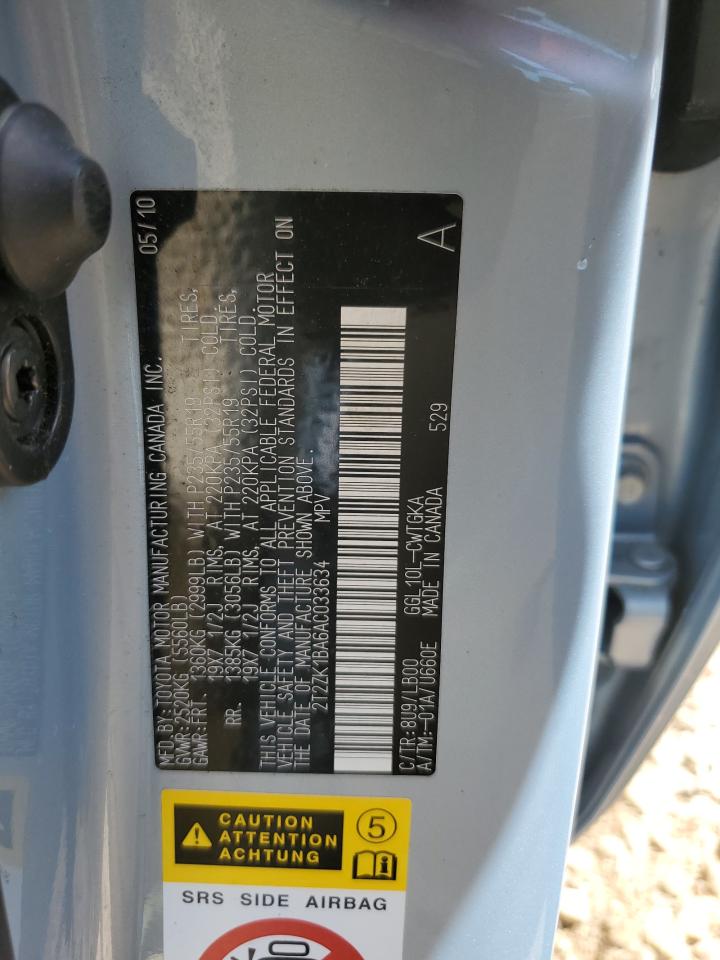 MFD. BY:TOYOTA MOTOR MANUFACTURING CANADA INC. 05/10
GVWR:2520KG (5560LB)
GAWR:FRT. 1360KG (2999LB) WITH P235/55R19 TIRES,
19X7 1/2J RIMS, AT 220KPA (32PSI) COLD.
RR. 1385KG (3056LB) WITH P235/55R19 TIRES,
19X7 1/2J RIMS, AT 220KPA (32PSI) COLD.
THIS VEHICLE CONFORMS TO ALL APPLICABLE FEDERAL MOTOR
VEHICLE SAFETY AND THEFT PREVENTION STANDARDS IN EFFECT ON
THE DATE OF MANUFACTURE SHOWN ABOVE.
2T2ZK1BA6AC033634 MPV
C/TR:8U9/LB00 GGL10L-CWTGKA 529 A
A/TM:-01A/U660E MADE IN CANADA
CAUTION
ATTENTION
ACHTUNG
5
SRS SIDE AIRBAG